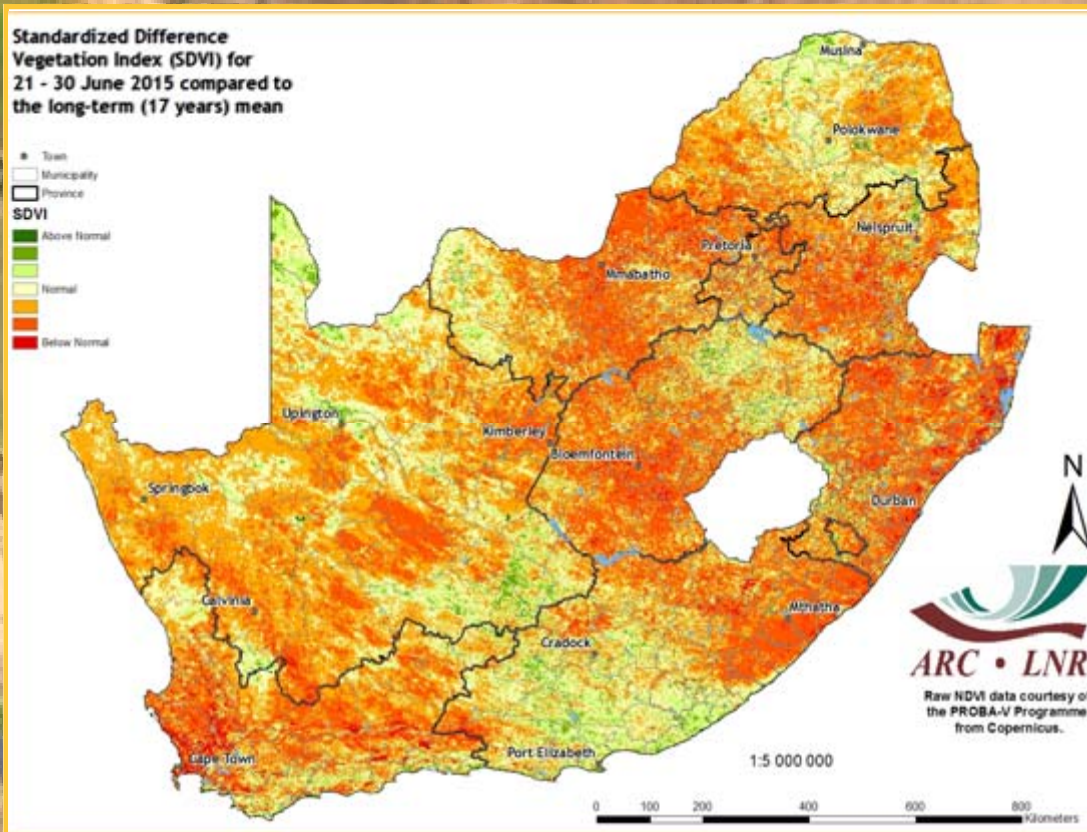 Standardized Difference
Vegetation Index (SDVI) for
21 - 30 June 2015 compared to
the long-term (17 years) mean
Town
Municipality
Province
SDVI
Above Normal
Normal
Below Normal
Musina
Polokwane
Nelspruit
Pretoria
Mmabatho
Upington
Kimberley
Bloemfontein
Springbok
Durban
Calvinia
Mthatha
Cradock
Cape Town
Port Elizabeth
N
ARC • LNR
Raw NDVI data courtesy of
the PROBA-V Programme
from Copernicus.
1:5 000 000
0 100 200 400 600 800
Kilometers